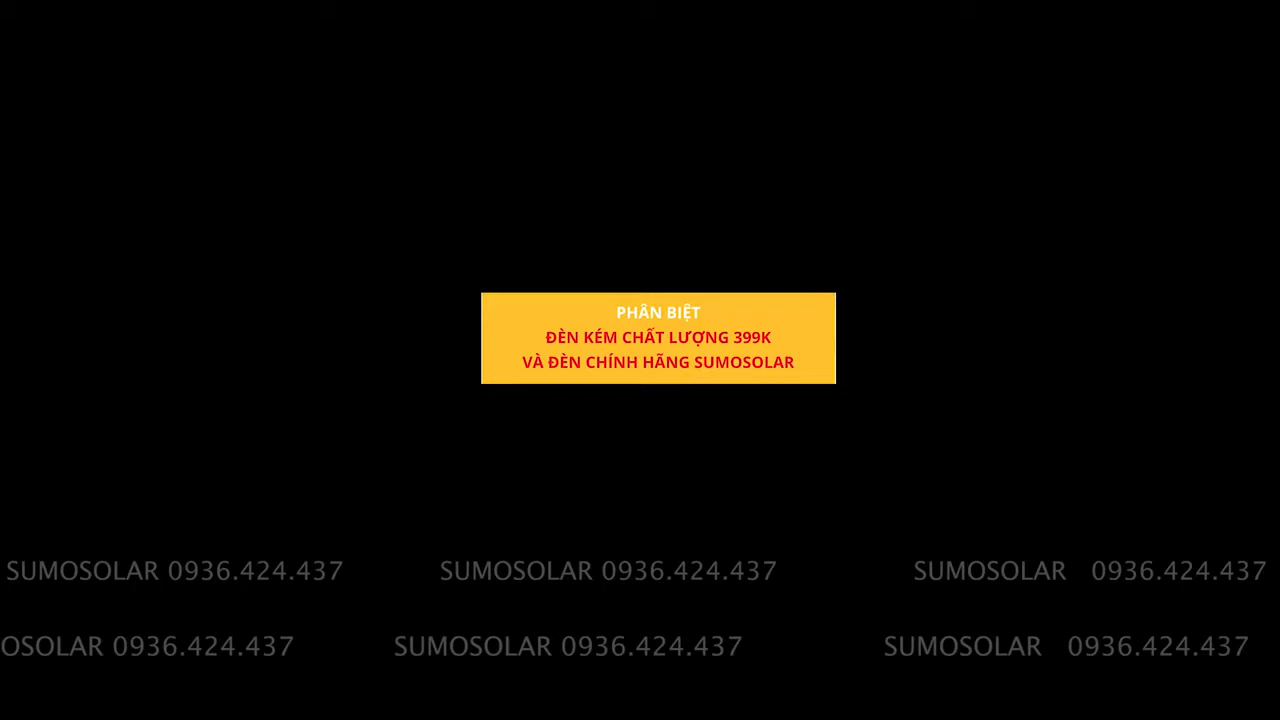 PHÂN BIỆT
ĐÈN KÉM CHẤT LƯỢNG 399K
VÀ ĐÈN CHÍNH HÃNG SUMOSOLAR
SUMOSOLAR 0936.424.437 SUMOSOLAR 0936.424.437 SUMOSOLAR 0936.424.437
OSOLAR 0936.424.437 SUMOSOLAR 0936.424.437 SUMOSOLAR 0936.424.437